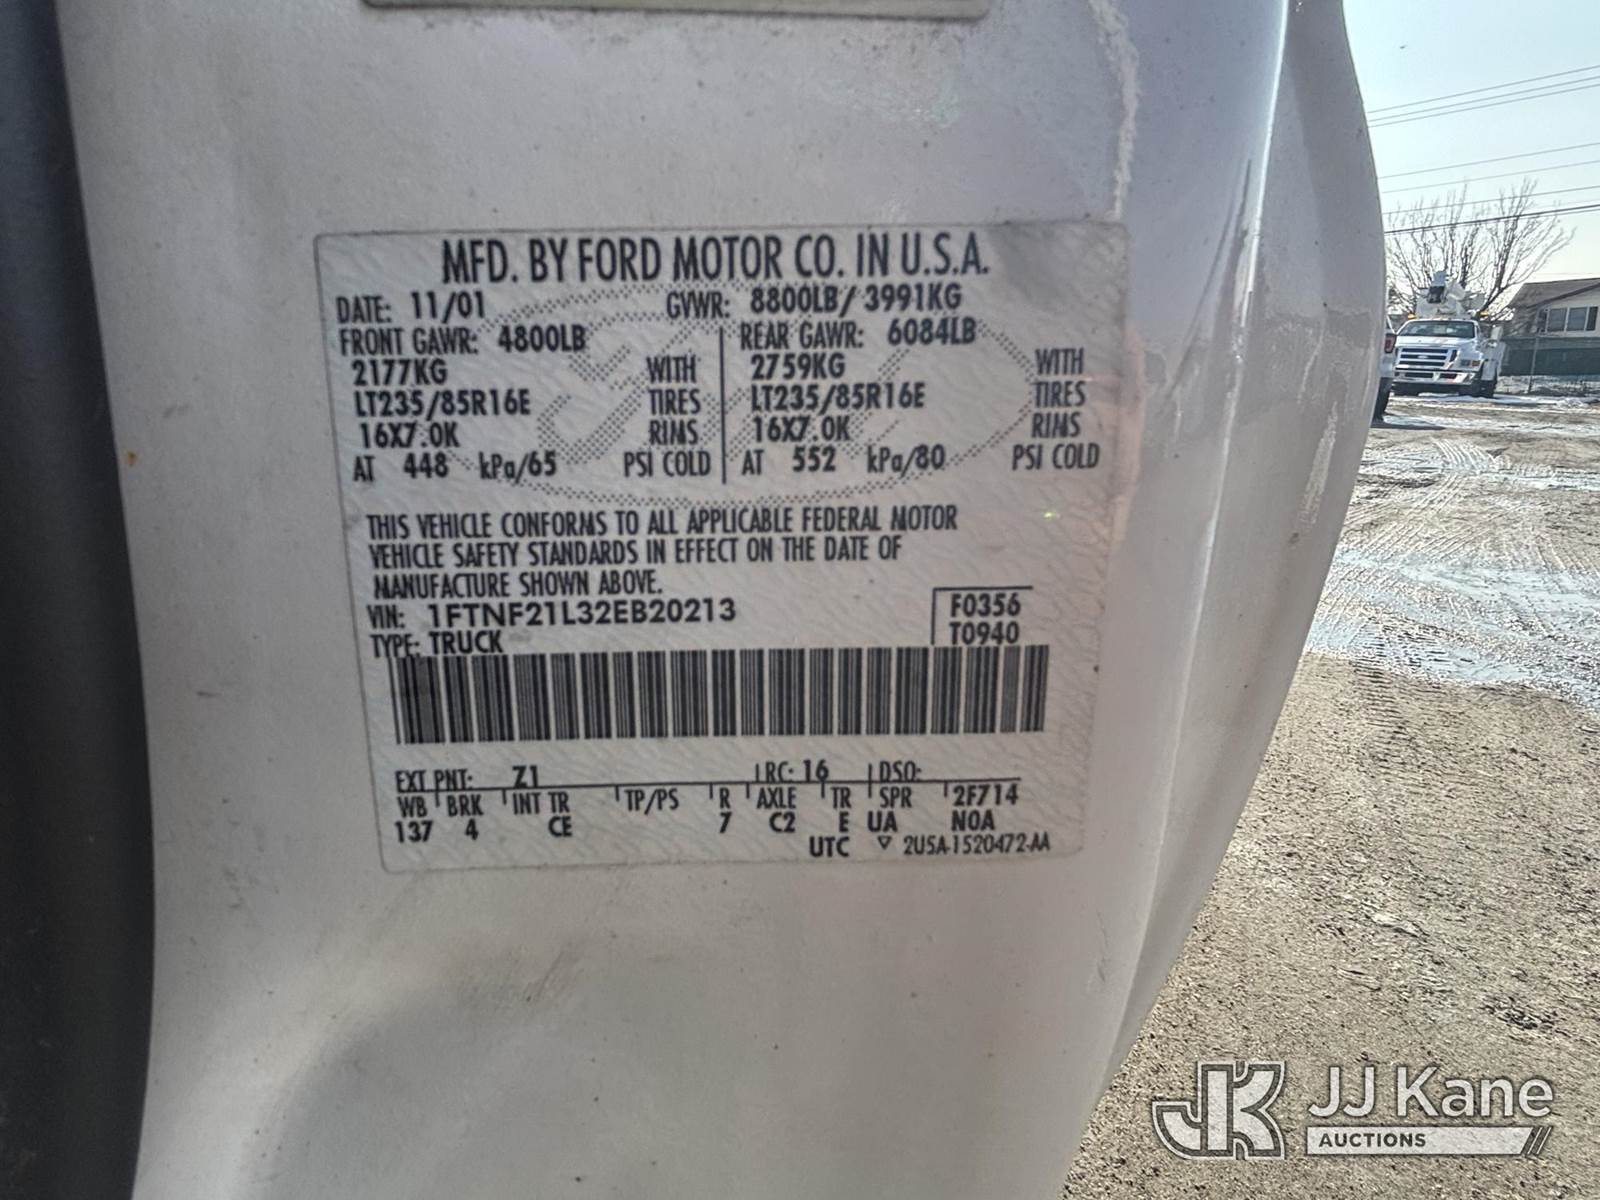 MFD. BY FORD MOTOR CO. IN U.S.A.
DATE: 11/01 GVWR: 8800LB/ 3991KG
FRONT GAWR: 4800LB REAR GAWR: 6084LB
2177KG WITH 2759KG WITH
LT235/85R16E TIRES LT235/85R16E TIRES
16X7.0K RIMS 16X7.0K RIMS
AT 448 kPa/65 PSI COLD AT 552 kPa/80 PSI COLD
THIS VEHICLE CONFORMS TO ALL APPLICABLE FEDERAL MOTOR
VEHICLE SAFETY STANDARDS IN EFFECT ON THE DATE OF
MANUFACTURE SHOWN ABOVE.
VIN: 1FTNF21L32EB20213 F0356
TYPE: TRUCK T0940
EXT PNT: Z1 RC: 16 DSO:
WB BRK INT TR TP/PS R AXLE TR SPR 2F714
137 4 CE 7 C2 E UA NOA
UTC ▽ 2U5A-1520472-AA
JK JJ Kane
AUCTIONS